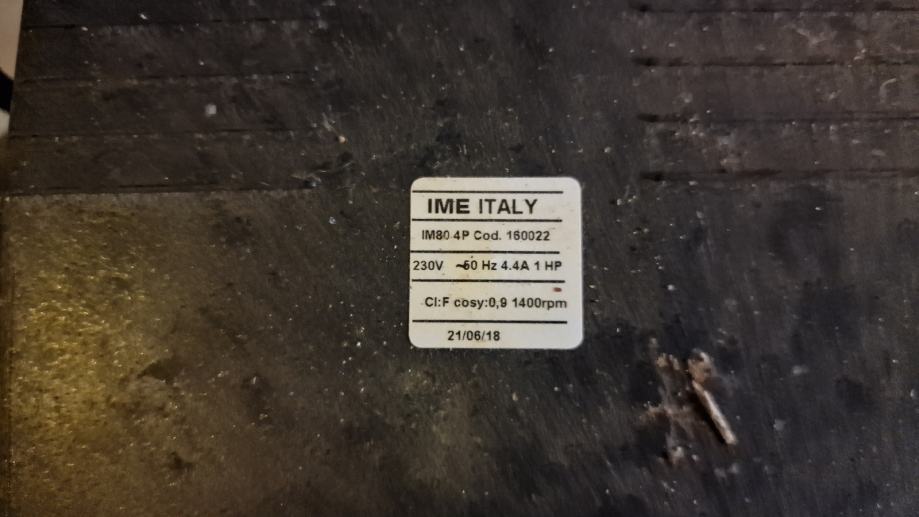 IME ITALY
IM80 4P Cod. 160022
230V ~50 Hz 4.4A 1 HP
Cl:F cosy:0,9 1400rpm
21/06/18